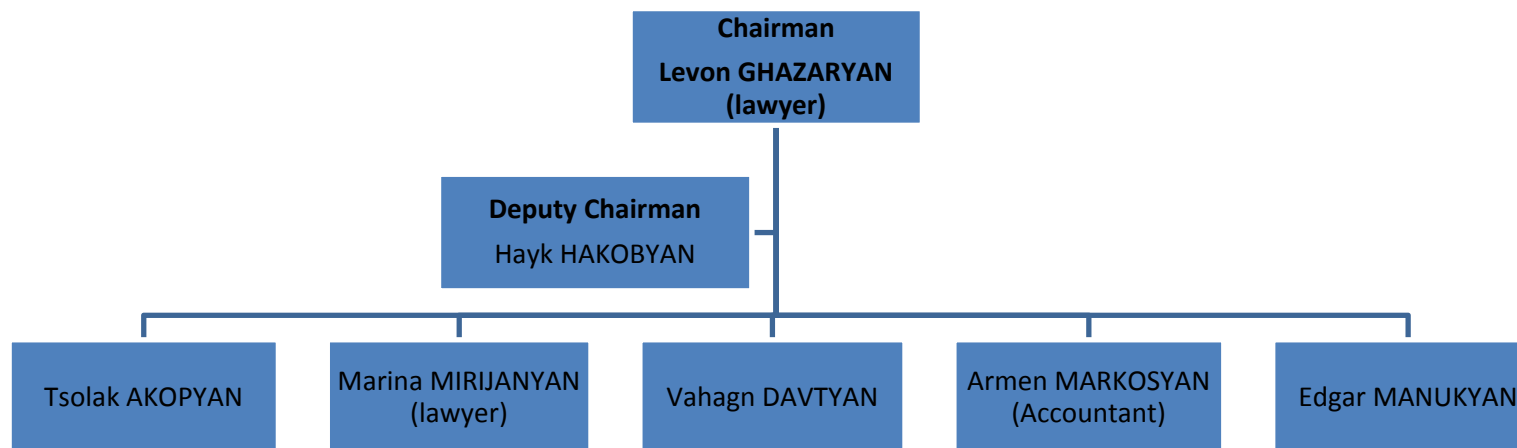 Chairman
Levon GHAZARYAN
(lawyer)
Deputy Chairman
Hayk HAKOBYAN
Tsolak AKOPYAN
Marina MIRIJANYAN
(lawyer)
Vahagn DAVTYAN
Armen MARKOSYAN
(Accountant)
Edgar MANUKYAN